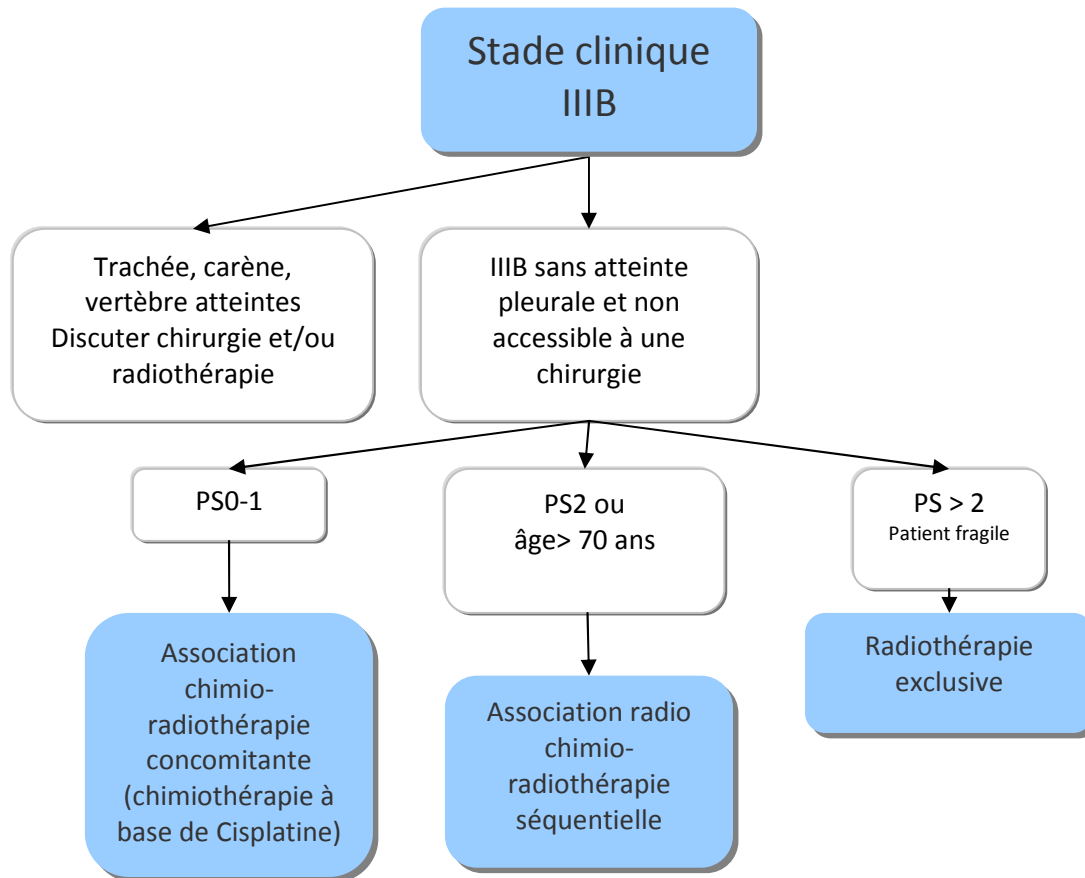 Stade clinique
IIIB
Trachée, carène,
vertèbre atteintes
Discuter chirurgie et/ou
radiothérapie
IIIB sans atteinte
pleurale et non
accessible à une
chirurgie
PS0-1
PS2 ou
âge> 70 ans
PS > 2
Patient fragile
Association
chimio-
radiothérapie
concomitante
(chimiothérapie à
base de Cisplatine)
Association radio
chimio-
radiothérapie
séquentielle
Radiothérapie
exclusive